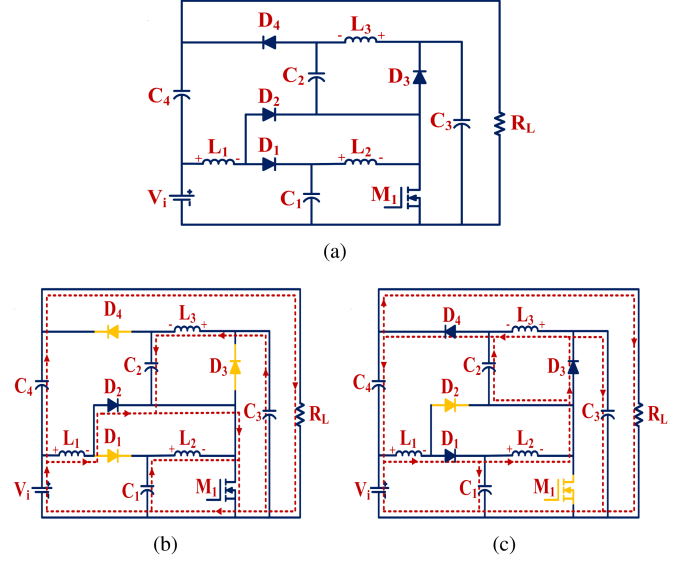 D4 - L3 +
C2 D3
C4 D2
C3 RL
+ L1 - D1 + L2 -
Vi + C1 M1
(a)
D4 - L3 + D4 - L3 +
C2 D3 C2 D3
C4 D2 C3 RL C4 D2 C3 RL
+ L1 - D1 + L2 - + L1 - D1 + L2 -
Vi + C1 M1 Vi + C1 M1
(b) (c)